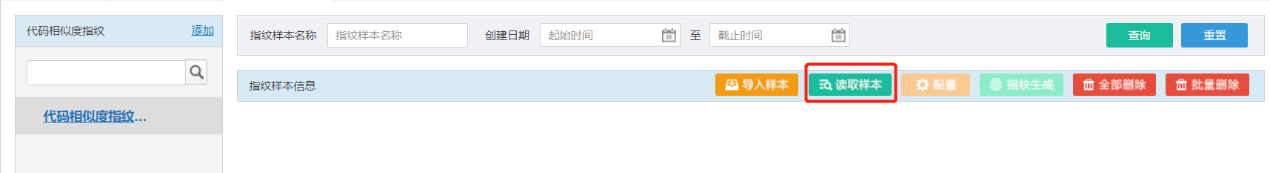 代码相似度指纹 添加
代码相似度指纹...
指纹样本名称 指纹样本名称 创建日期 起始时间 至 截止时间 查询 重置
指纹样本信息 导入样本 读取样本 配置 指纹生成 全部删除 批量删除